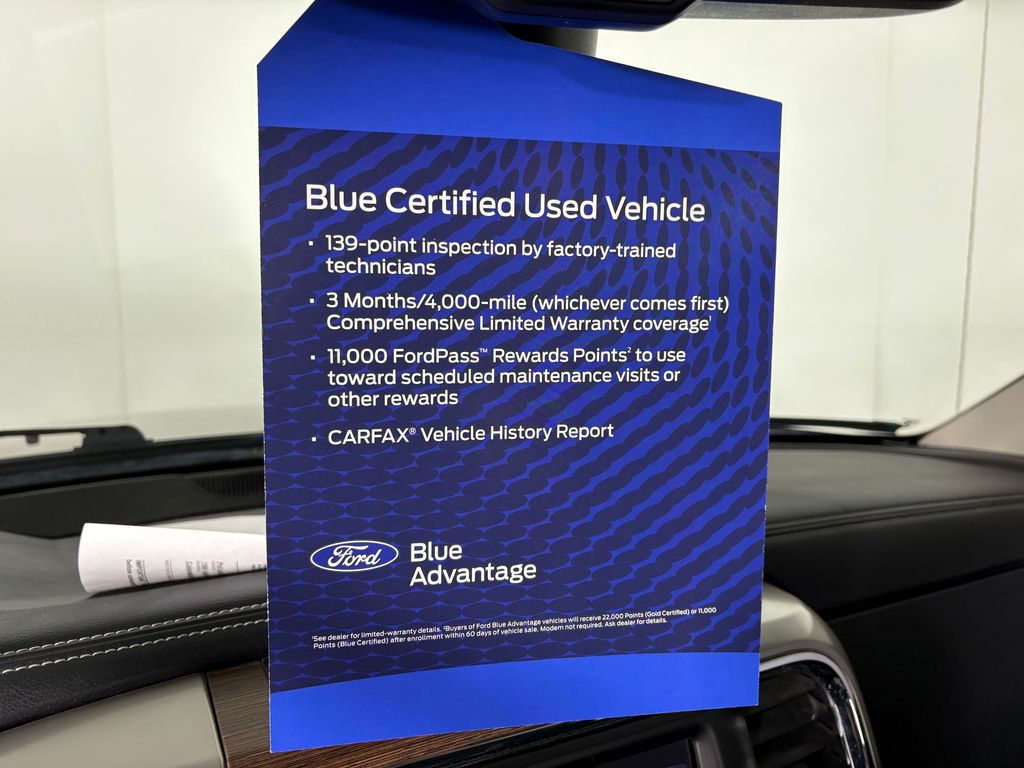 Blue Certified Used Vehicle
· 139-point inspection by factory-trained
technicians
· 3 Months/4,000-mile (whichever comes first)
Comprehensive Limited Warranty coverage¹
· 11,000 FordPass™ Rewards Points² to use
toward scheduled maintenance visits or
other rewards
· CARFAX® Vehicle History Report
Ford
Blue
Advantage
¹See dealer for limited-warranty details. ²Buyers of Ford Blue Advantage vehicles will receive 22,000 Points (Gold Certified) or 11,000
Points (Blue Certified) after enrollment within 60 days of vehicle sale. Modem not required. Ask dealer for details.